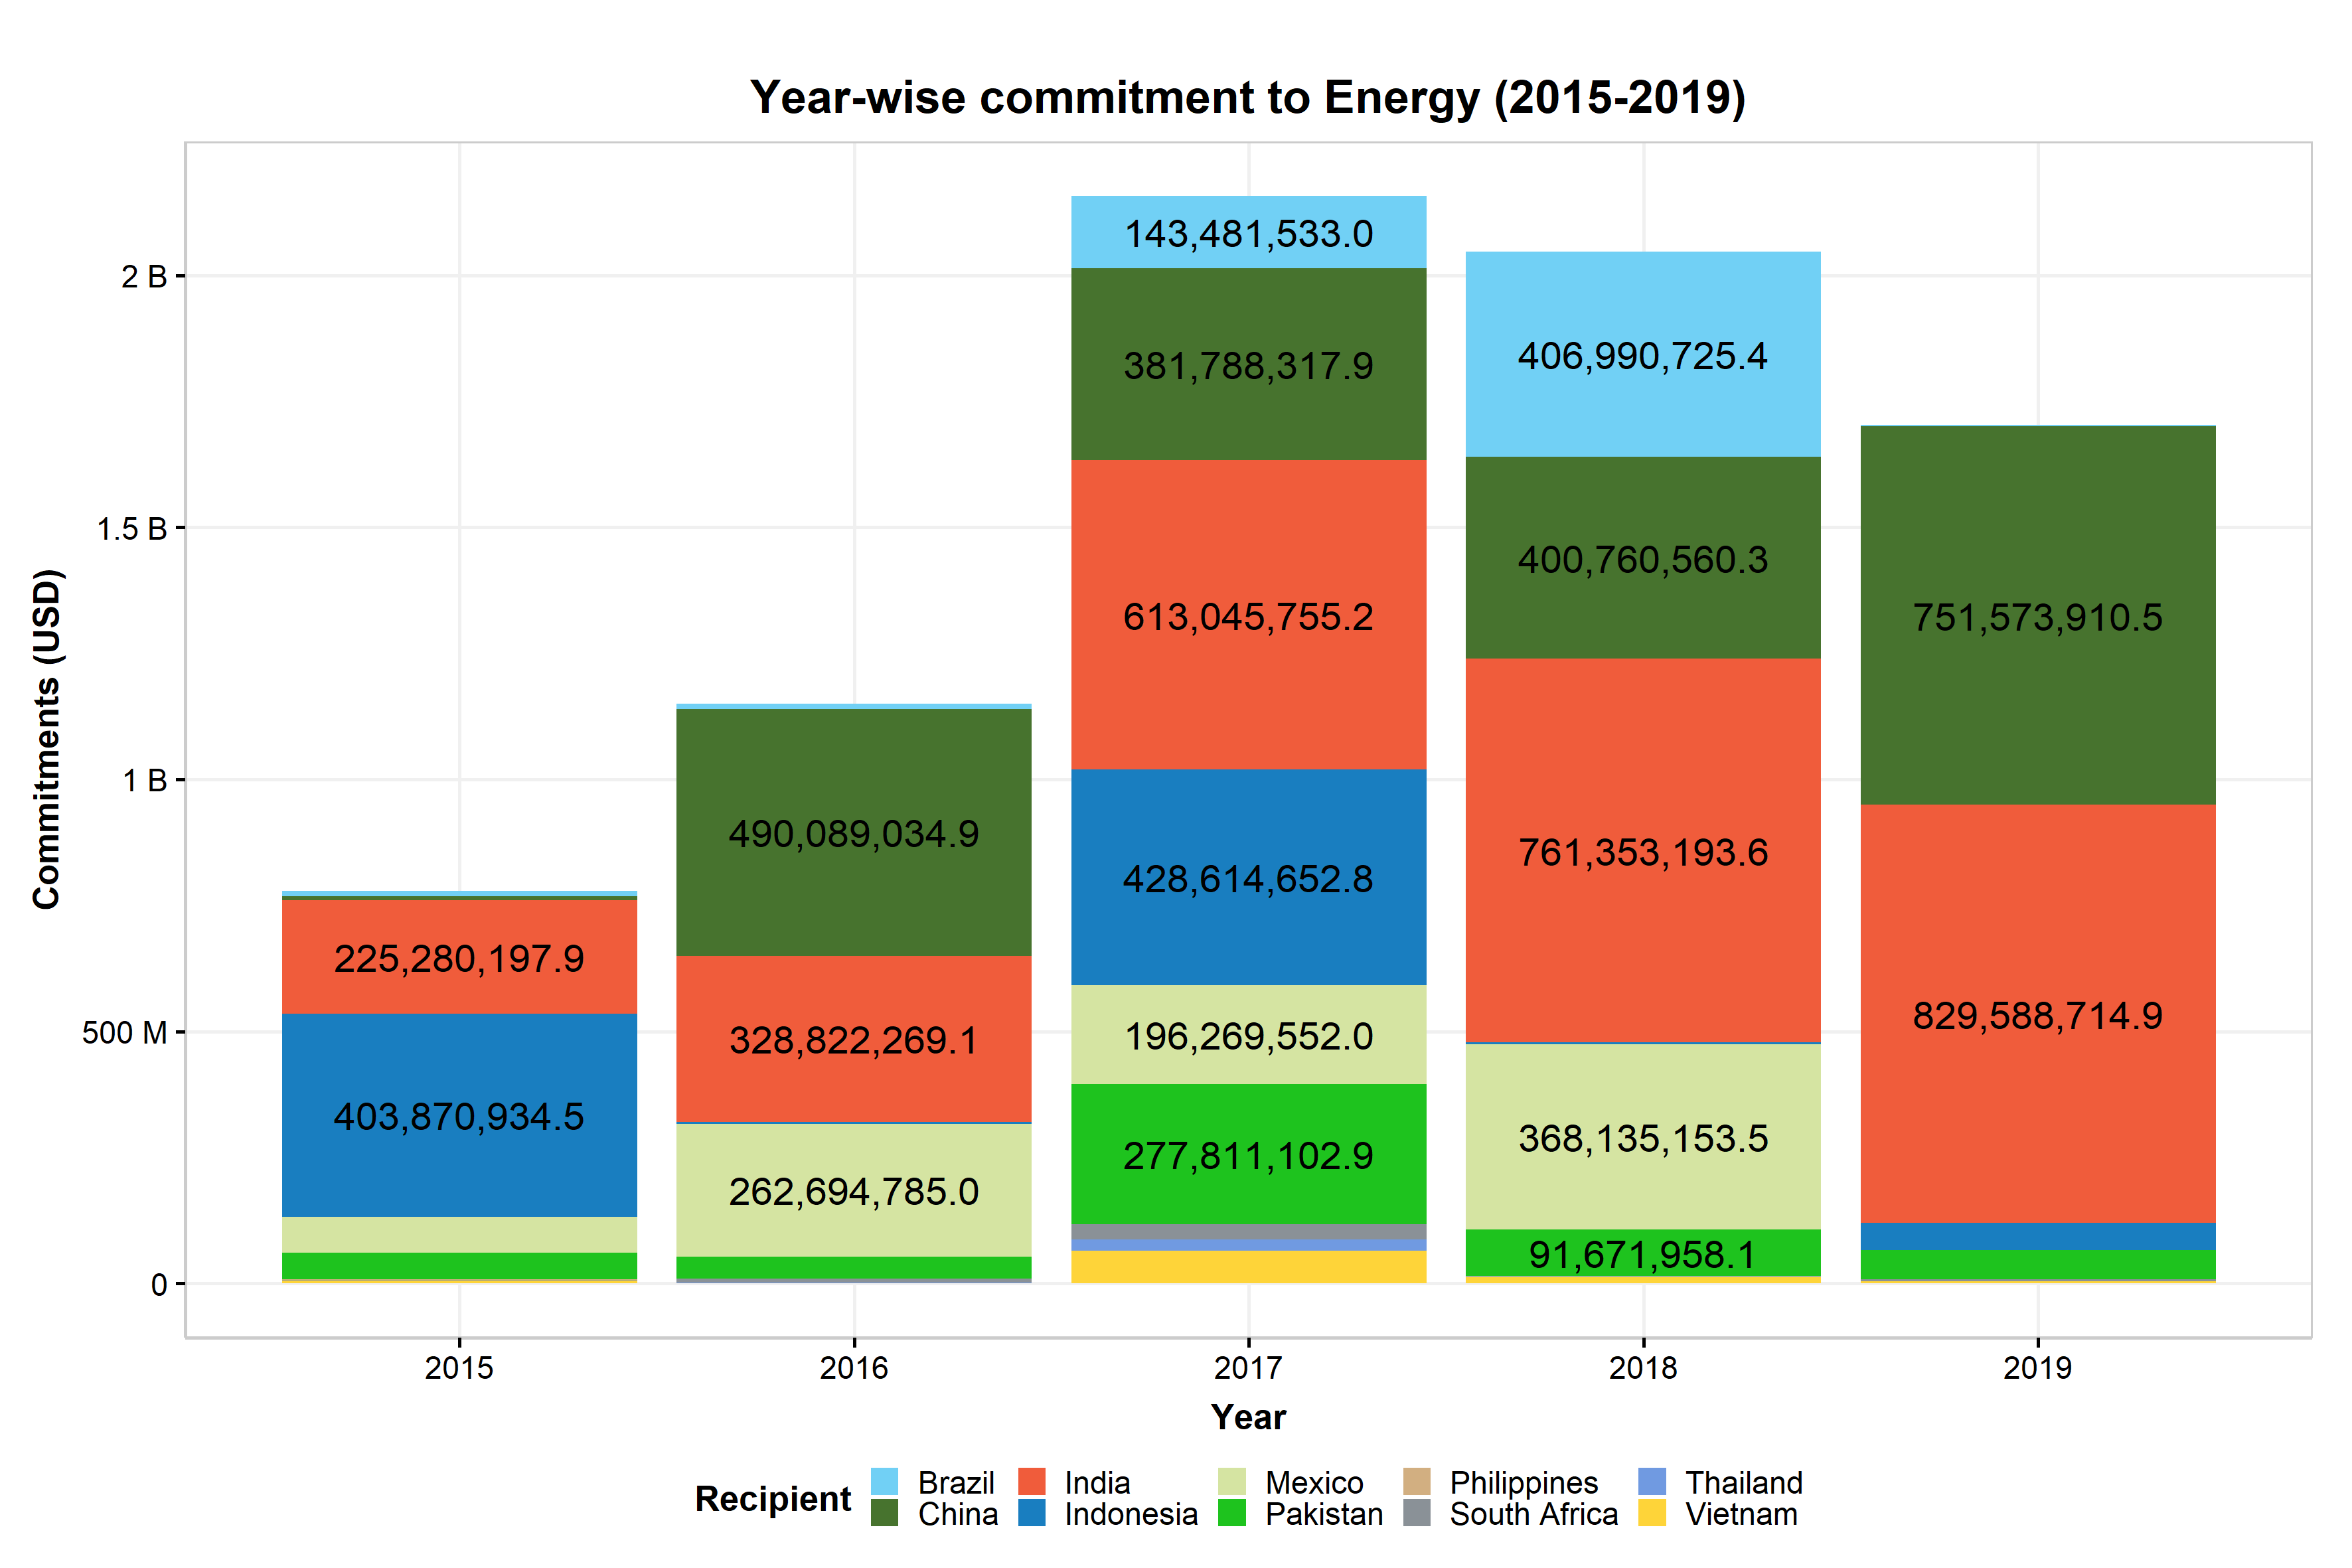 Year-wise commitment to Energy (2015-2019)
Commitments (USD)
2 B
1.5 B
1 B
500 M
0
225,280,197.9
403,870,934.5
490,089,034.9
328,822,269.1
262,694,785.0
143,481,533.0
381,788,317.9
613,045,755.2
428,614,652.8
196,269,552.0
277,811,102.9
406,990,725.4
400,760,560.3
761,353,193.6
368,135,153.5
91,671,958.1
751,573,910.5
829,588,714.9
2015 2016 2017 2018 2019
Year
Recipient
Brazil India Mexico Philippines Thailand
China Indonesia Pakistan South Africa Vietnam